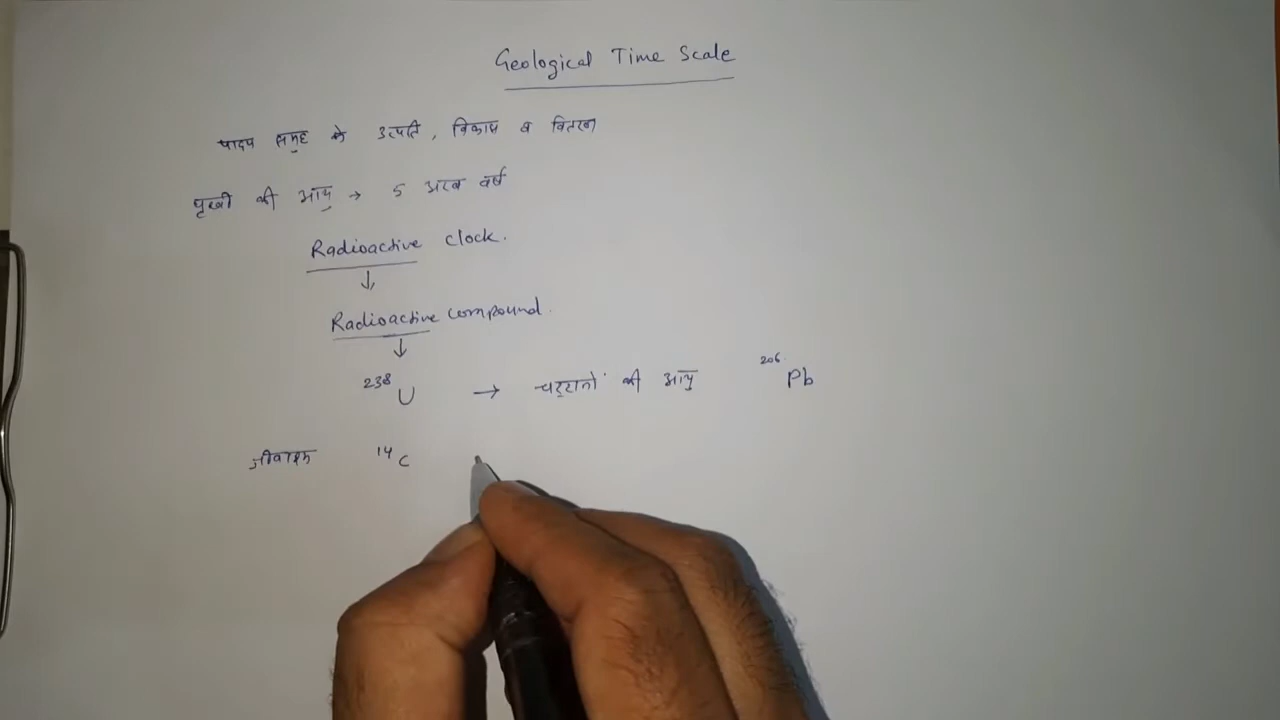 Geological Time Scale
पादप समूह के उत्पत्ति, विकास व वितरण
पृथ्वी की आयु → 5 अरब वर्ष
Radioactive clock.
↓
Radioactive compound.
↓
²³⁸U → चट्टानों की आयु ²⁰⁶Pb
जीवाश्म ¹⁴C